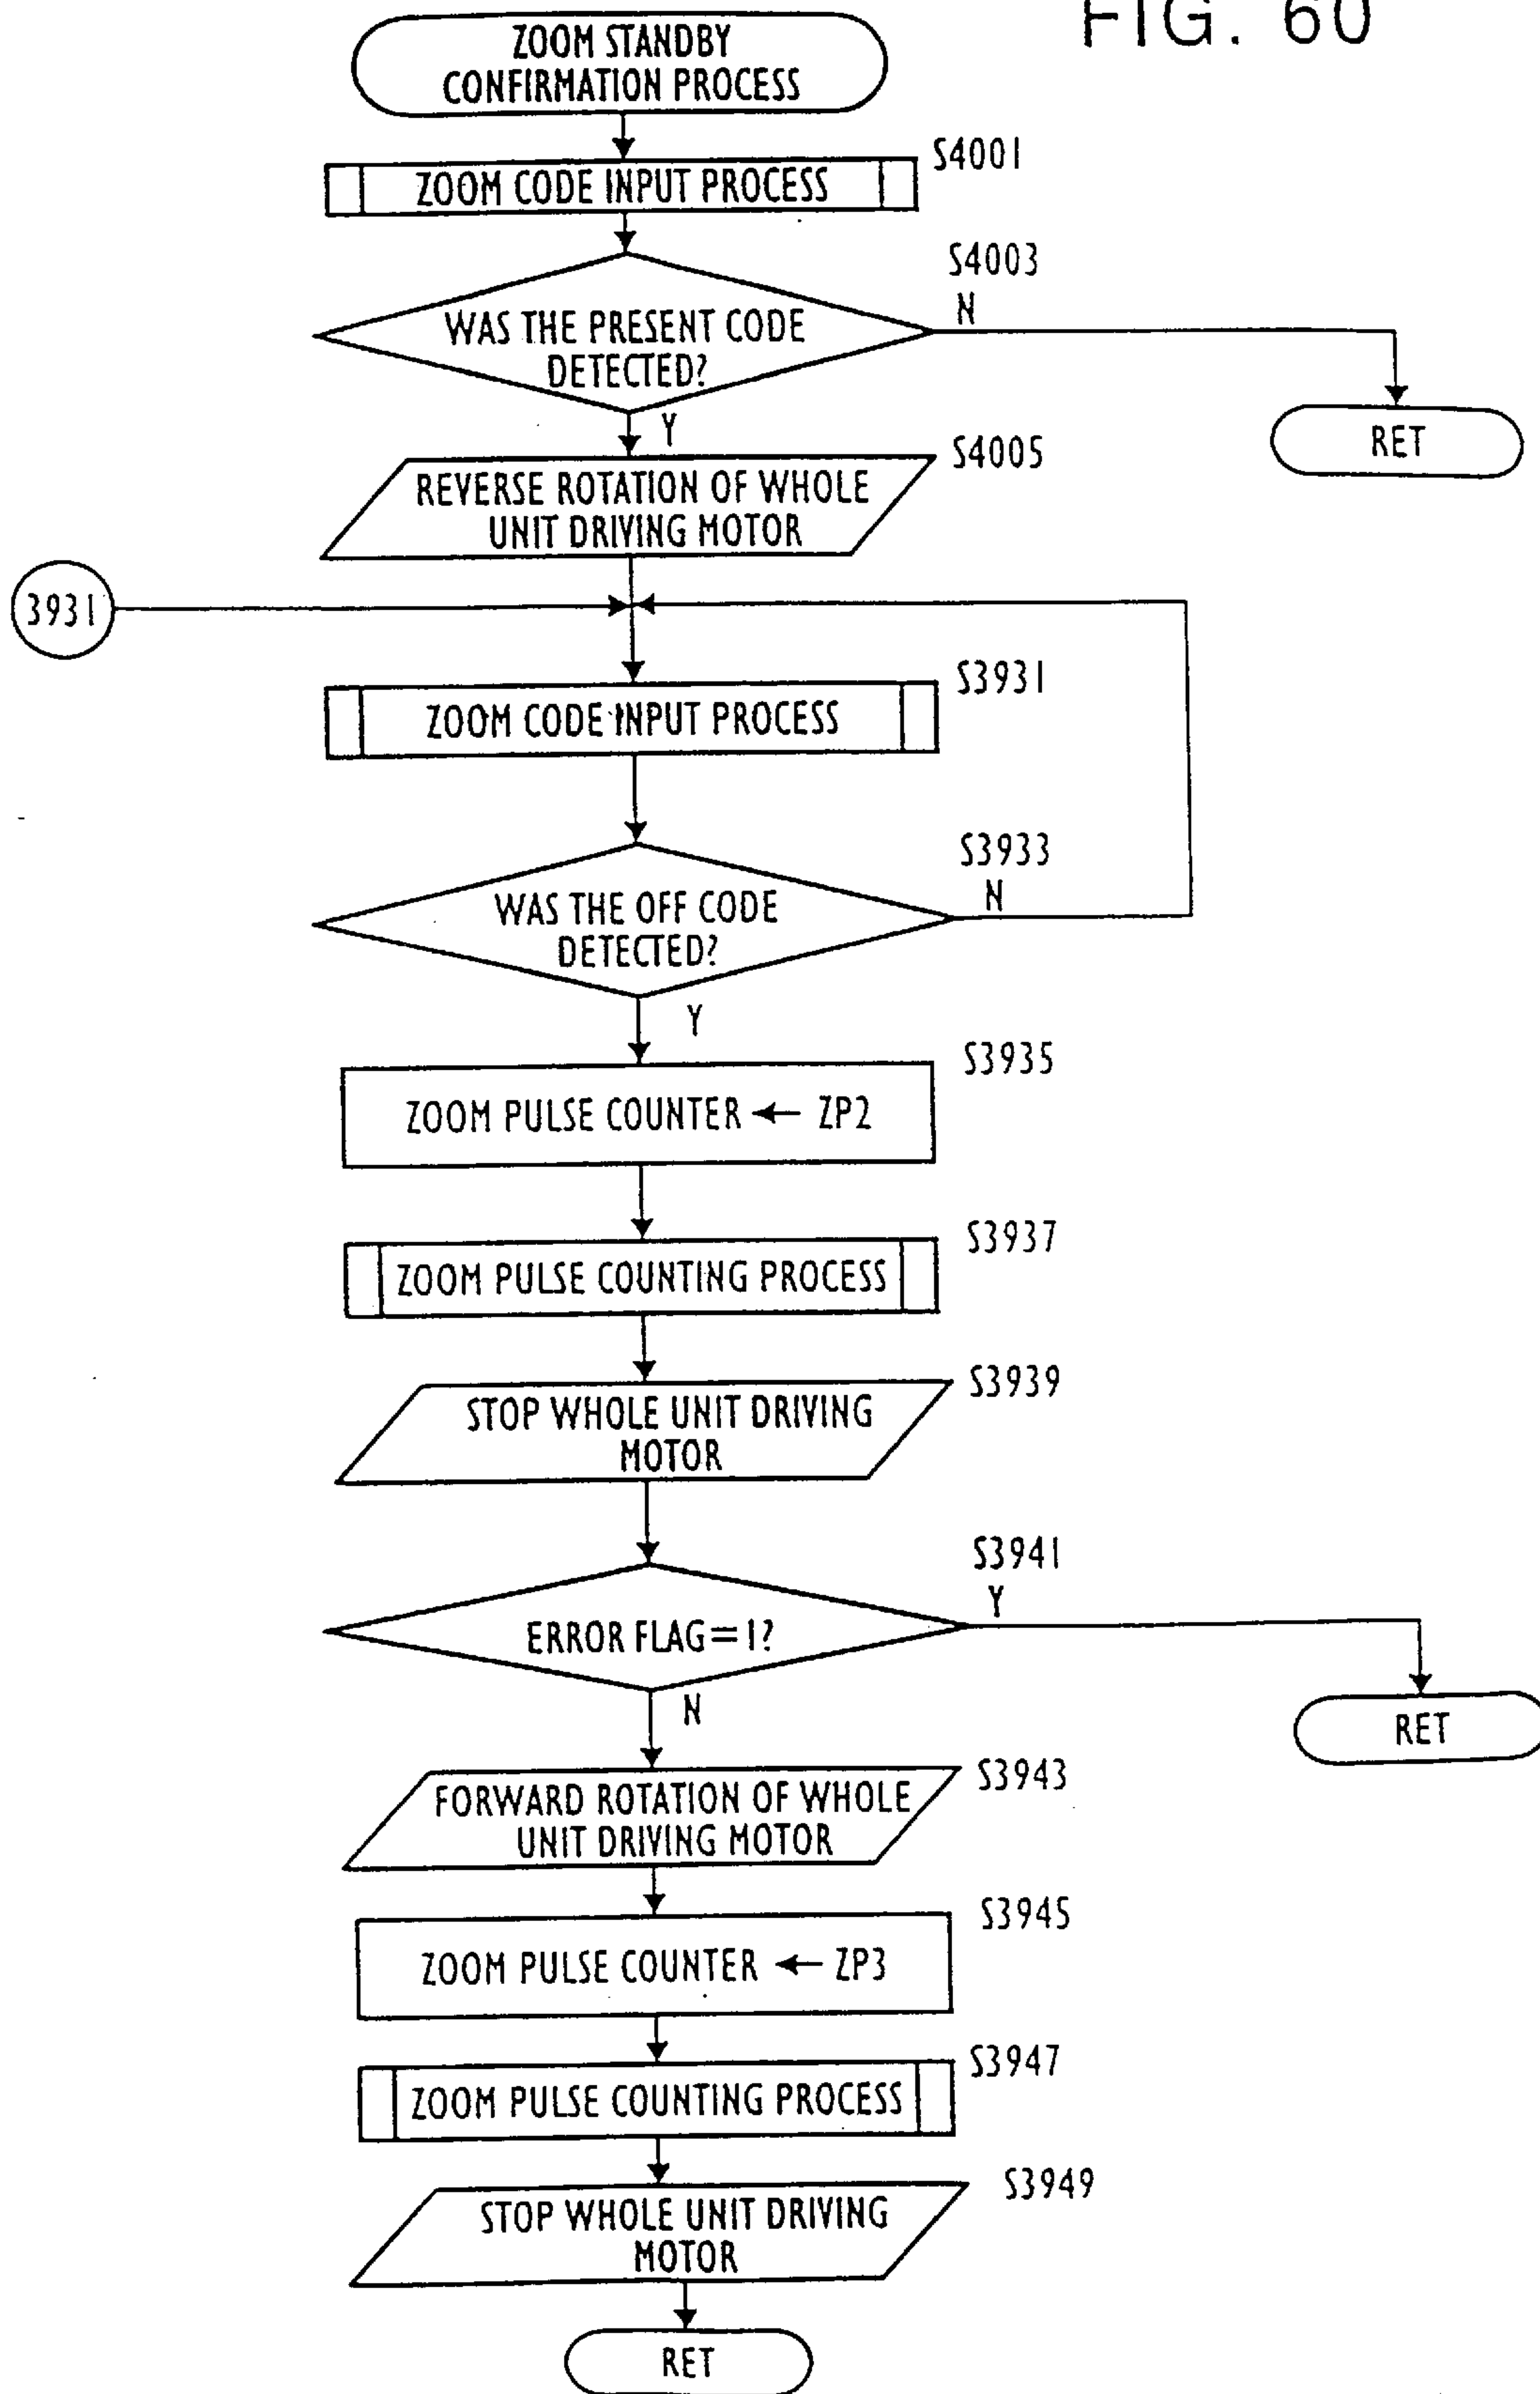 FIG. 60
ZOOM STANDBY
CONFIRMATION PROCESS
S4001
ZOOM CODE INPUT PROCESS
S4003
N
WAS THE PRESENT CODE
DETECTED?
Y
RET
S4005
REVERSE ROTATION OF WHOLE
UNIT DRIVING MOTOR
3931
S3931
ZOOM CODE INPUT PROCESS
S3933
N
WAS THE OFF CODE
DETECTED?
Y
S3935
ZOOM PULSE COUNTER ← ZP2
S3937
ZOOM PULSE COUNTING PROCESS
S3939
STOP WHOLE UNIT DRIVING
MOTOR
S3941
Y
ERROR FLAG=1?
N
RET
S3943
FORWARD ROTATION OF WHOLE
UNIT DRIVING MOTOR
S3945
ZOOM PULSE COUNTER ← ZP3
S3947
ZOOM PULSE COUNTING PROCESS
S3949
STOP WHOLE UNIT DRIVING
MOTOR
RET